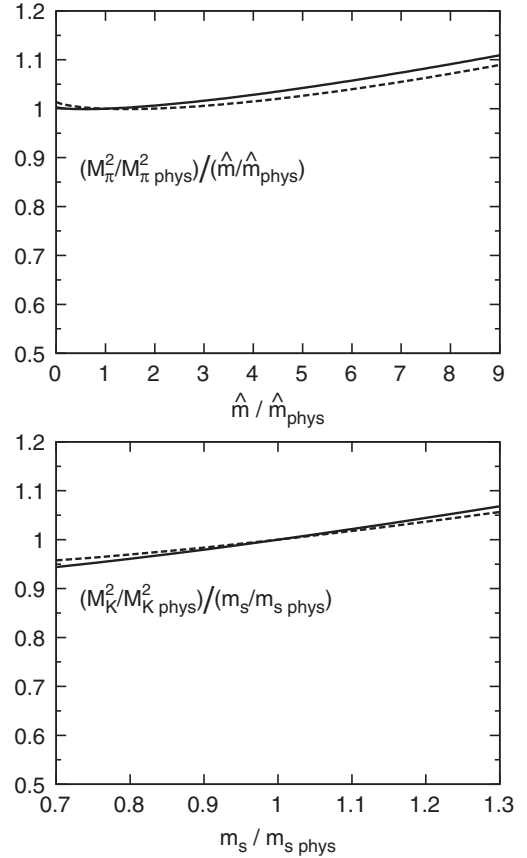 1.2
1.1
1
0.9
0.8
0.7
0.6
0.5
(M²π/M²π phys)/(m̂/m̂phys)
0 1 2 3 4 5 6 7 8 9
m̂ / m̂phys
1.2
1.1
1
0.9
0.8
0.7
0.6
0.5
(M²K/M²K phys)/(ms/ms phys)
0.7 0.8 0.9 1 1.1 1.2 1.3
ms / ms phys